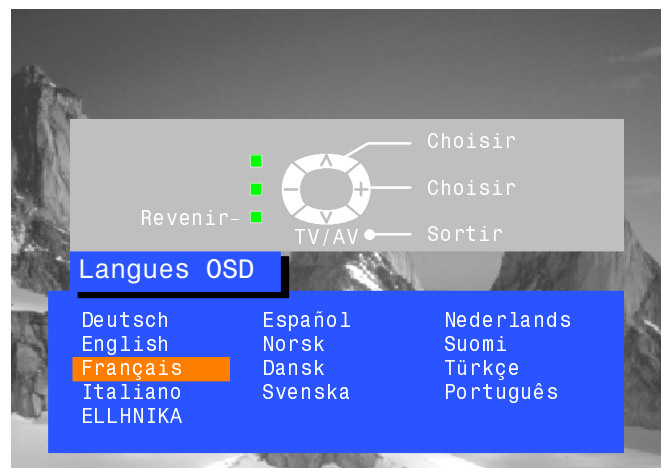 Choisir
Choisir
Revenir-
TV/AV Sortir
Langues OSD
Deutsch Español Nederlands
English Norsk Suomi
Français Dansk Türkçe
Italiano Svenska Português
ELLHNIKA